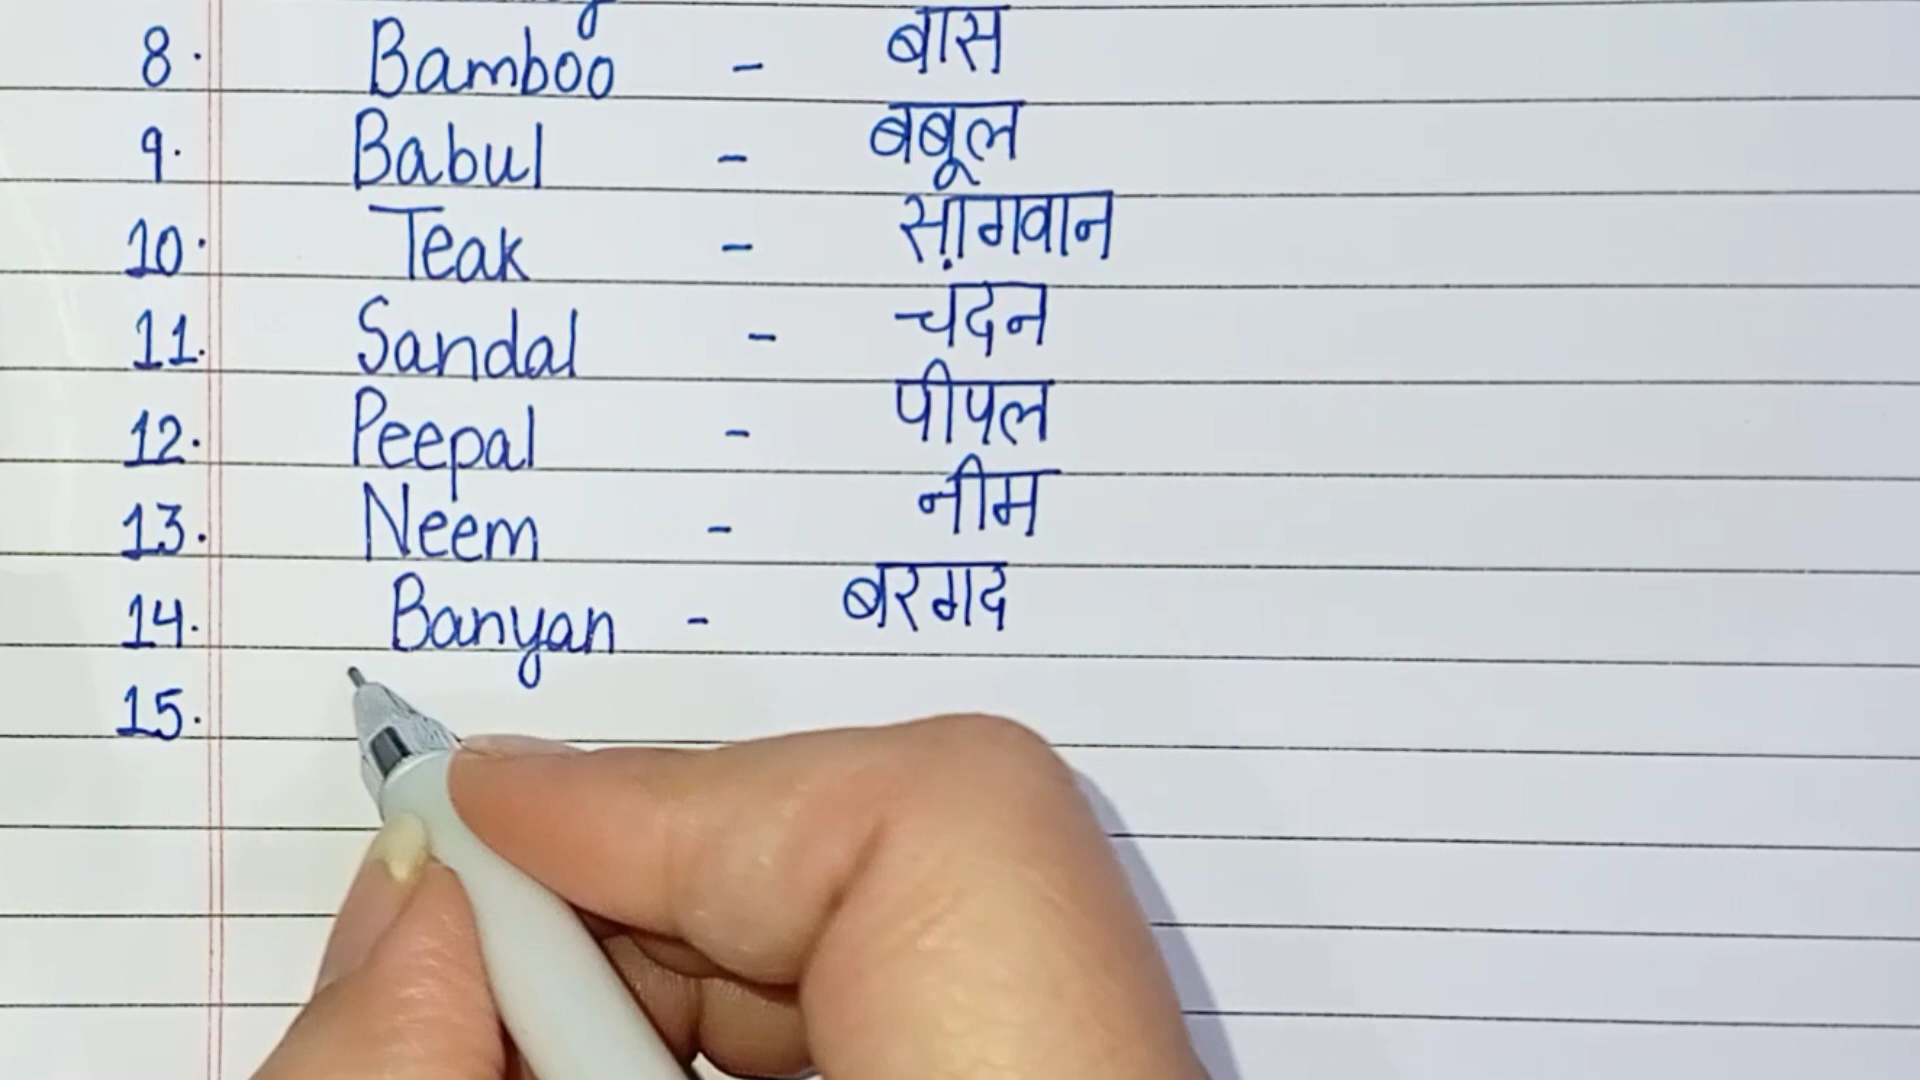 8. Bamboo - बास
9. Babul - बबूल
10. Teak - सागवान
11. Sandal - चदन
12. Peepal - पीपल
13. Neem - नीम
14. Banyan - बरगद
15.